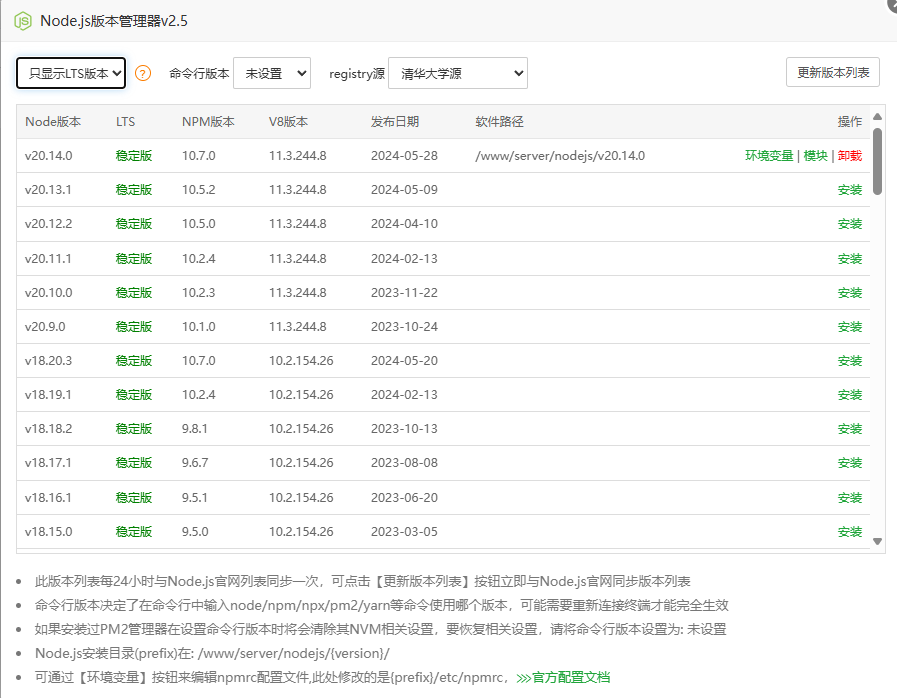 Node.js版本管理器v2.5
只显示LTS版本 ? 命令行版本 未设置 registry源 清华大学源 更新版本列表
Node版本 LTS NPM版本 V8版本 发布日期 软件路径 操作
v20.14.0 稳定版 10.7.0 11.3.244.8 2024-05-28 /www/server/nodejs/v20.14.0 环境变量 | 模块 | 卸载
v20.13.1 稳定版 10.5.2 11.3.244.8 2024-05-09 安装
v20.12.2 稳定版 10.5.0 11.3.244.8 2024-04-10 安装
v20.11.1 稳定版 10.2.4 11.3.244.8 2024-02-13 安装
v20.10.0 稳定版 10.2.3 11.3.244.8 2023-11-22 安装
v20.9.0 稳定版 10.1.0 11.3.244.8 2023-10-24 安装
v18.20.3 稳定版 10.7.0 10.2.154.26 2024-05-20 安装
v18.19.1 稳定版 10.2.4 10.2.154.26 2024-02-13 安装
v18.18.2 稳定版 9.8.1 10.2.154.26 2023-10-13 安装
v18.17.1 稳定版 9.6.7 10.2.154.26 2023-08-08 安装
v18.16.1 稳定版 9.5.1 10.2.154.26 2023-06-20 安装
v18.15.0 稳定版 9.5.0 10.2.154.26 2023-03-05 安装
此版本列表每24小时与Node.js官网列表同步一次，可点击【更新版本列表】按钮立即与Node.js官网同步版本列表
命令行版本决定了在命令行中输入node/npm/npx/pm2/yarn等命令使用哪个版本，可能需要重新连接终端才能完全生效
如果安装过PM2管理器在设置命令行版本时将会清除其NVM相关设置，要恢复相关设置，请将命令行版本设置为: 未设置
Node.js安装目录(prefix)在: /www/server/nodejs/{version}/
可通过【环境变量】按钮来编辑npmrc配置文件,此处修改的是{prefix}/etc/npmrc，>>>官方配置文档